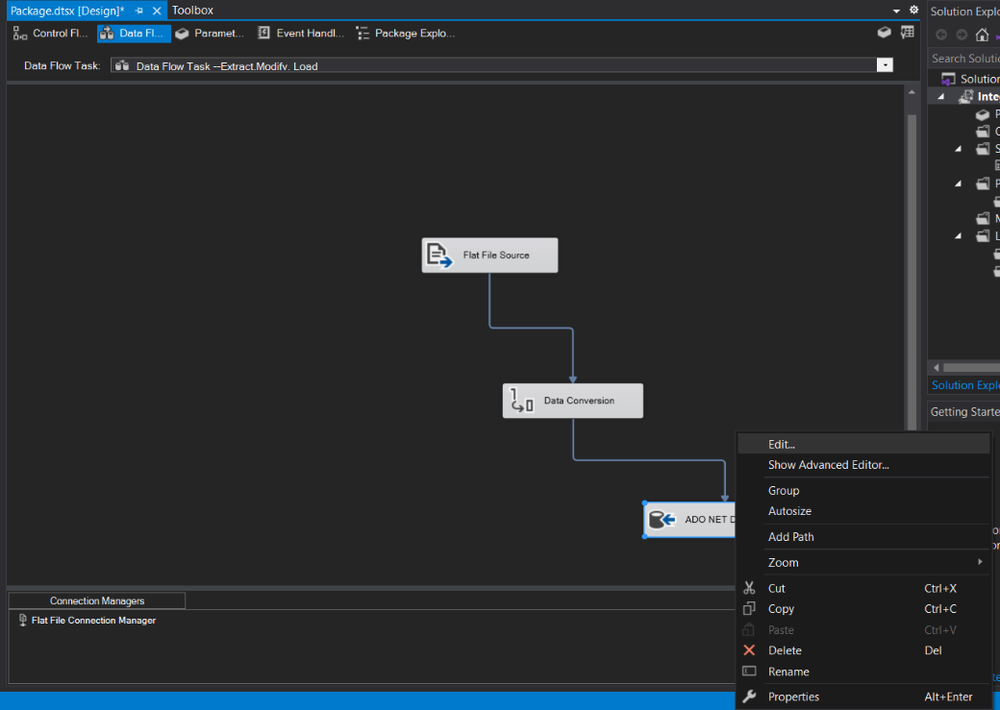 Package.dtsx [Design]*
Toolbox
Solution Explo
Control Fl...
Data Fl...
Paramet...
Event Handl...
Package Explo...
Data Flow Task:
Data Flow Task --Extract.Modify. Load
Search Solutio
Solution
Inte
Flat File Source
Data Conversion
ADO NET D
Solution Explo
Getting Starte
Edit...
Show Advanced Editor...
Group
Autosize
Add Path
Zoom
Cut Ctrl+X
Copy Ctrl+C
Paste Ctrl+V
Delete Del
Rename
Properties Alt+Enter
Connection Managers
Flat File Connection Manager